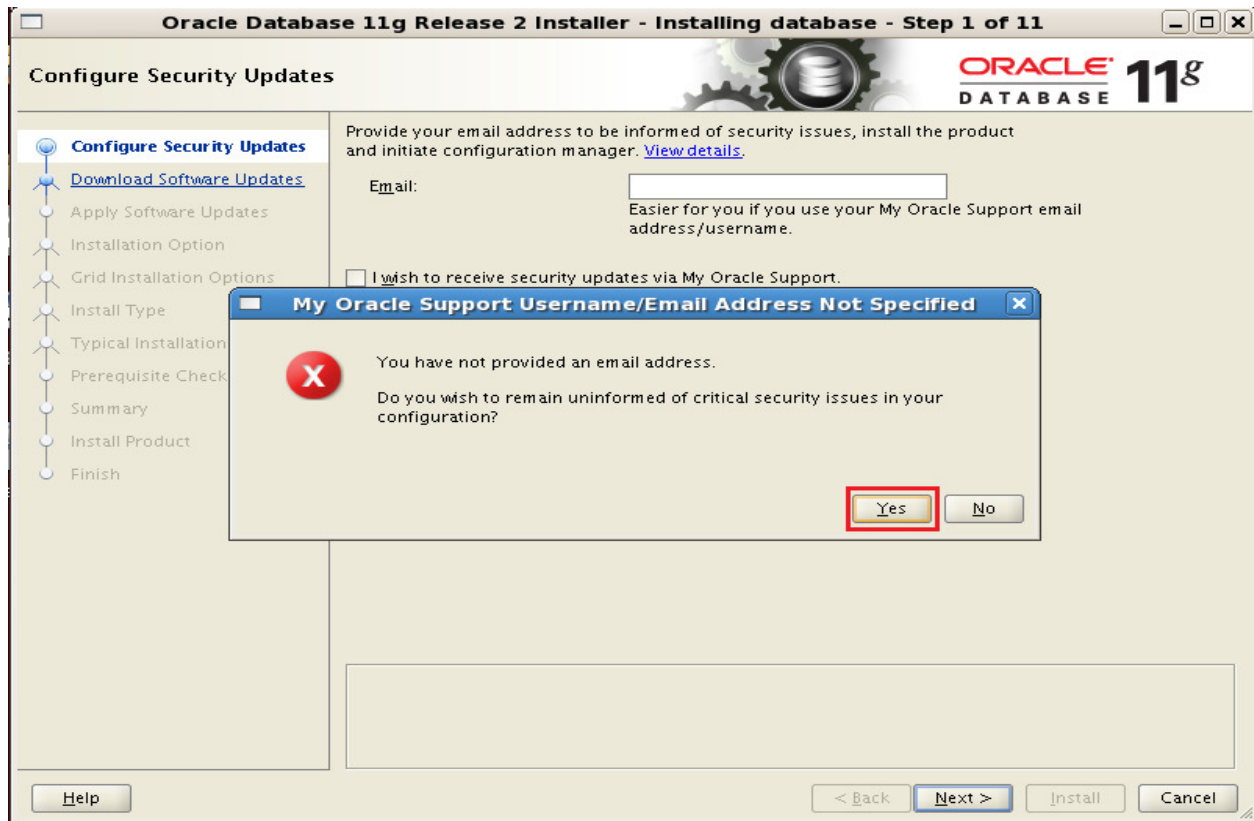 Oracle Database 11g Release 2 Installer - Installing database - Step 1 of 11
Configure Security Updates
ORACLE
DATABASE
11g
Configure Security Updates
Download Software Updates
Apply Software Updates
Installation Option
Grid Installation Options
Install Type
Typical Installation
Prerequisite Check
Summary
Install Product
Finish
Provide your email address to be informed of security issues, install the product
and initiate configuration manager. View details.
Email:
Easier for you if you use your My Oracle Support email
address/username.
I wish to receive security updates via My Oracle Support.
My Oracle Support Username/Email Address Not Specified
You have not provided an email address.
Do you wish to remain uninformed of critical security issues in your
configuration?
Yes
No
Help
< Back
Next >
Install
Cancel